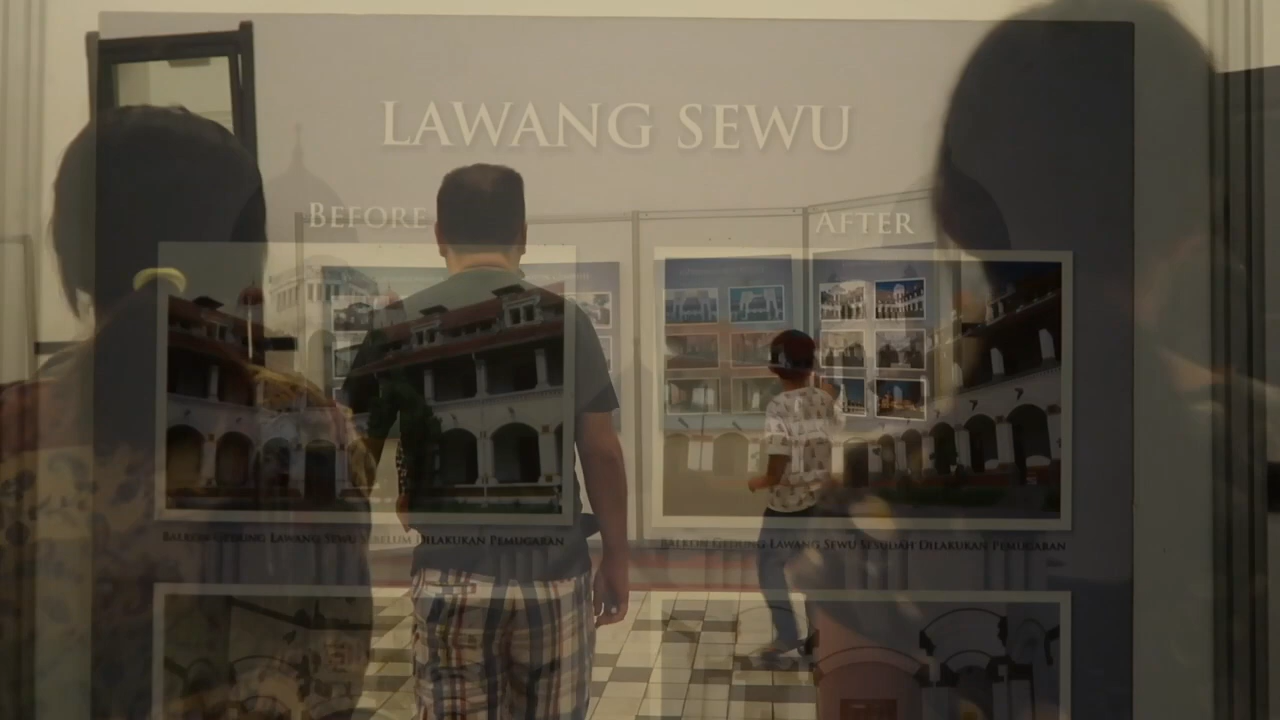 LAWANG SEWU
BEFORE
AFTER
BALKON GEDUNG LAWANG SEWU SEBELUM DILAKUKAN PEMUGARAN
BALKON GEDUNG LAWANG SEWU SESUDAH DILAKUKAN PEMUGARAN